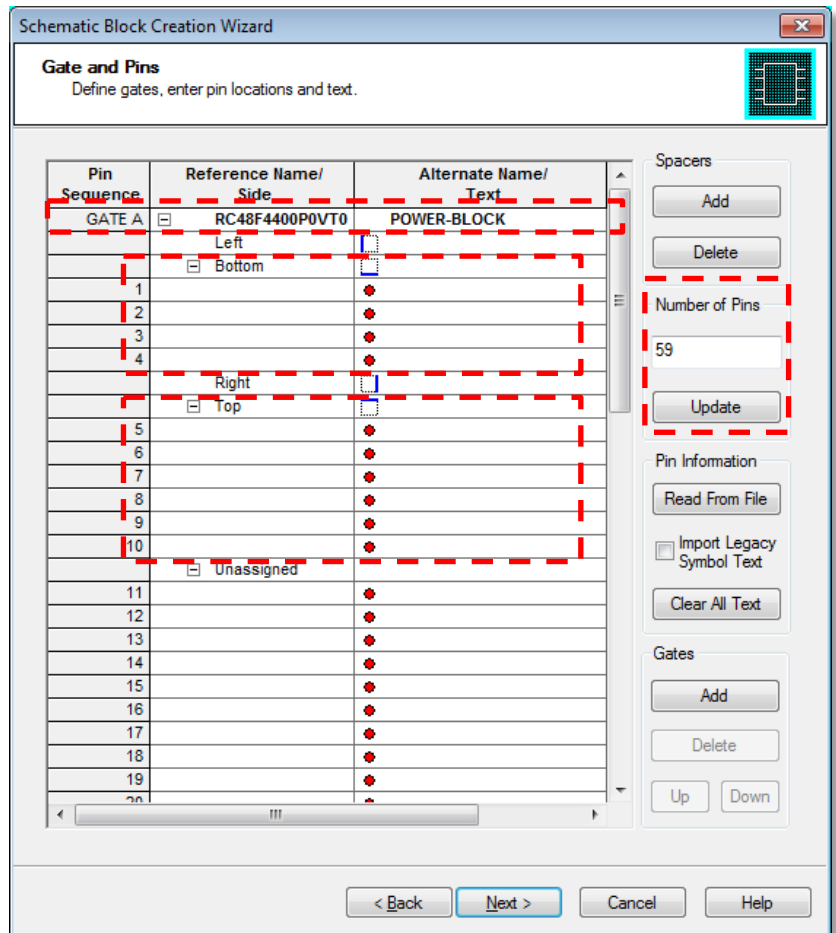 Schematic Block Creation Wizard
Gate and Pins
Define gates, enter pin locations and text.
Pin Sequence
Reference Name/ Side
Alternate Name/ Text
GATE A RC48F4400P0VT0 POWER-BLOCK
Left
Bottom
1
2
3
4
Right
Top
5
6
7
8
9
10
Unassigned
11
12
13
14
15
16
17
18
19
20
Spacers
Add
Delete
Number of Pins
59
Update
Pin Information
Read From File
Import Legacy
Symbol Text
Clear All Text
Gates
Add
Delete
Up Down
< Back Next > Cancel Help